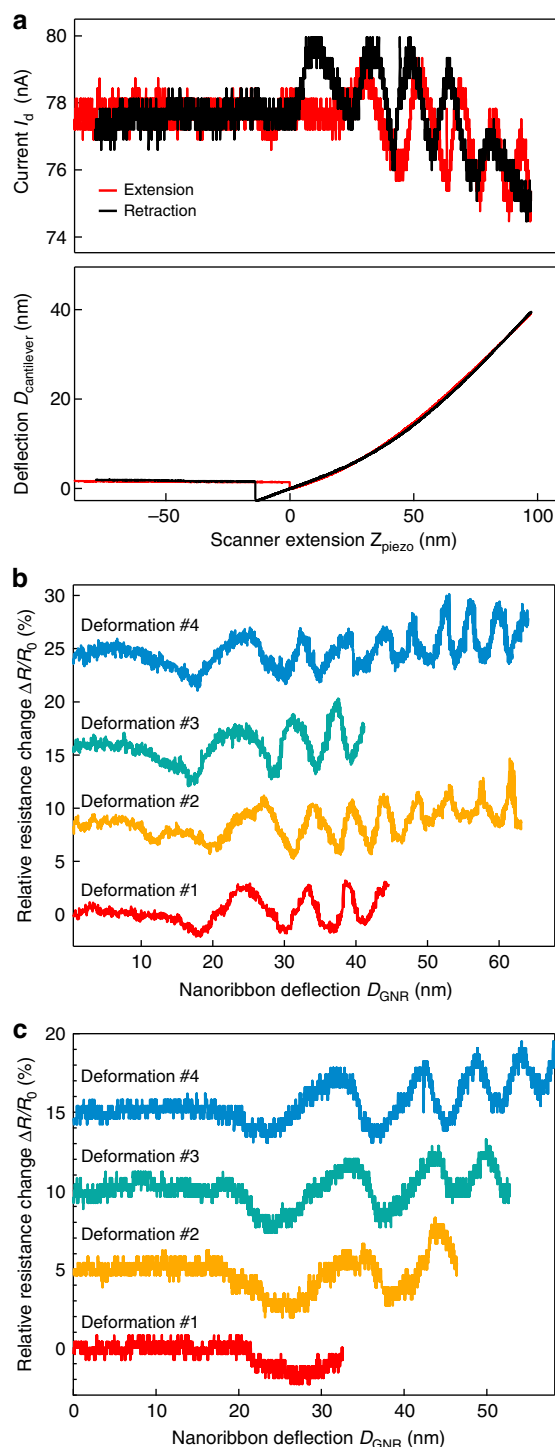 a
80
78
76
74
Current I_d (nA)
Extension
Retraction
40
20
0
Deflection D_cantilever (nm)
−50 0 50 100
Scanner extension Z_piezo (nm)
b
30
25
20
15
10
5
0
Relative resistance change ΔR/R_0 (%)
Deformation #4
Deformation #3
Deformation #2
Deformation #1
10 20 30 40 50 60
Nanoribbon deflection D_GNR (nm)
c
20
15
10
5
0
Relative resistance change ΔR/R_0 (%)
Deformation #4
Deformation #3
Deformation #2
Deformation #1
0 10 20 30 40 50
Nanoribbon deflection D_GNR (nm)